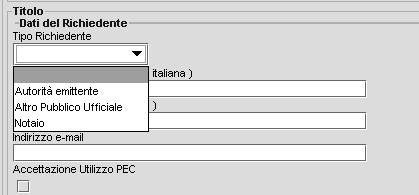 Titolo
Dati del Richiedente
Tipo Richiedente
italiana )
Autorità emittente
Altro Pubblico Ufficiale
)
Notaio
Indirizzo e-mail
Accettazione Utilizzo PEC